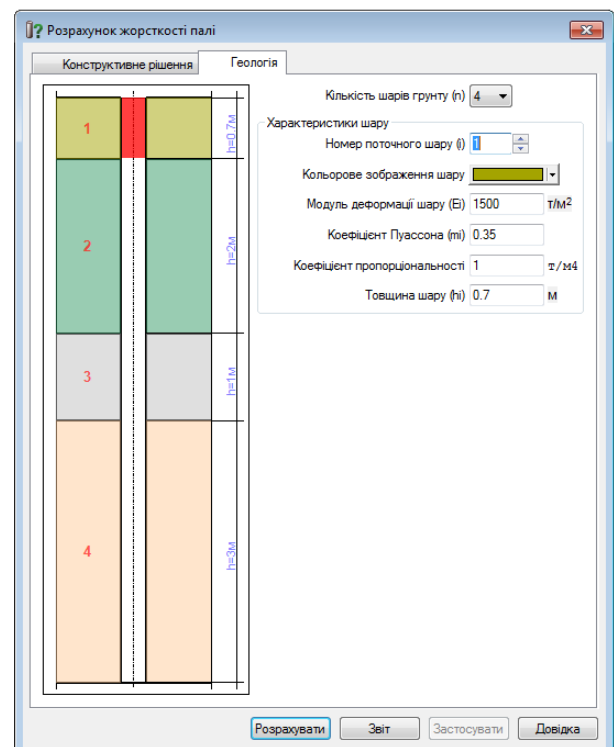 Розрахунок жорсткості палі
Конструктивне рішення
Геологія
1
h=0.7м
2
h=2м
3
h=1м
4
h=3м
Кількість шарів грунту (n) 4
Характеристики шару
Номер поточного шару (i) 1
Кольорове зображення шару
Модуль деформації шару (Ei) 1500 т/м2
Коефіцієнт Пуассона (mi) 0.35
Коефіцієнт пропорціональності 1 т/м4
Товщина шару (hi) 0.7 м
Розрахувати Звіт Застосувати Довідка